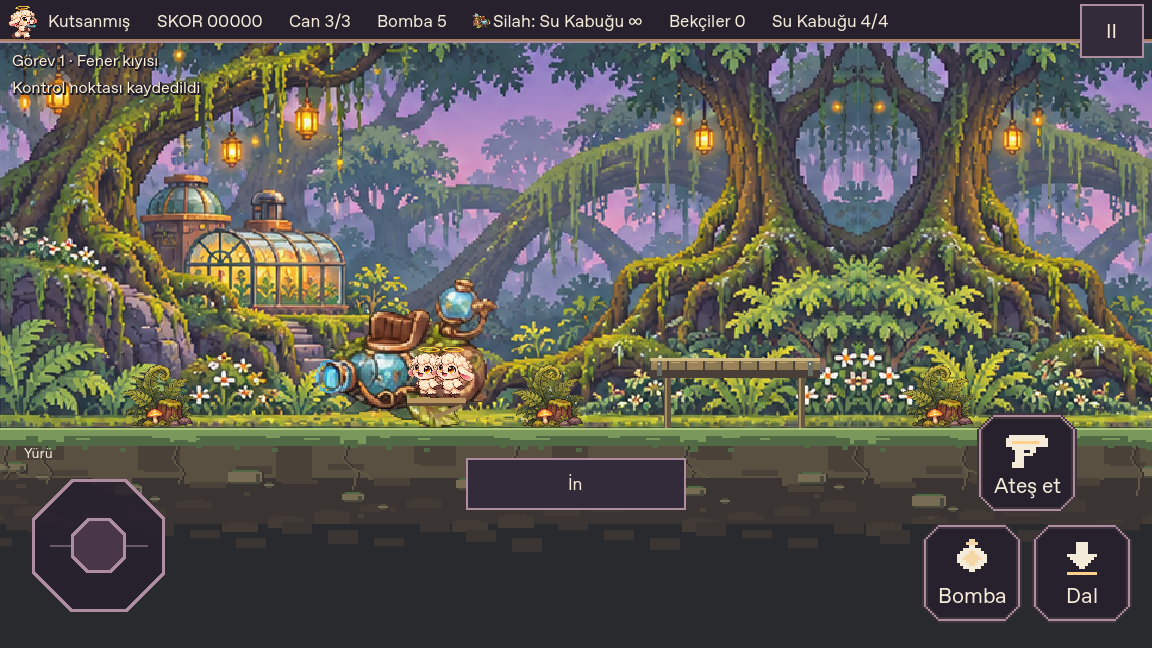 Kutsanmış SKOR 00000 Can 3/3 Bomba 5 Silah: Su Kabuğu ∞ Bekçiler 0 Su Kabuğu 4/4
II
Görev 1 · Fener kıyısı
Kontrol noktası kaydedildi
Yürü
İn
Ateş et
Bomba
Dal